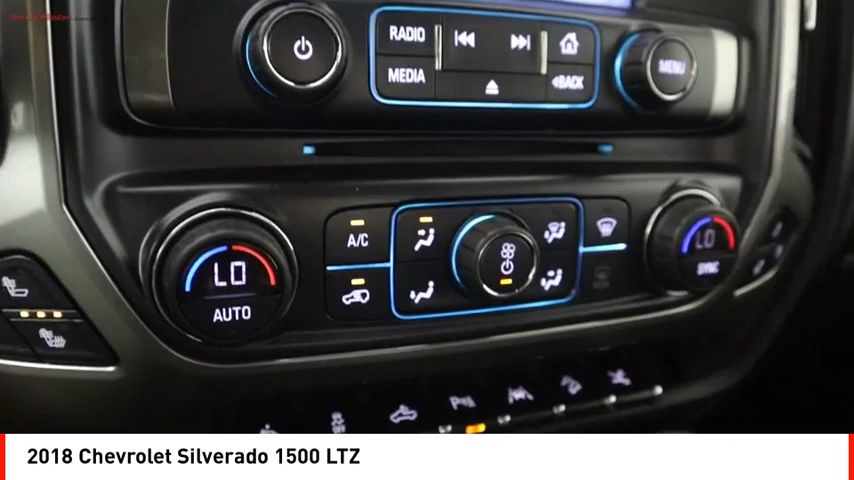 RADIO
MEDIA
BACK
MENU
A/C
LO
AUTO
LO
SYNC
2018 Chevrolet Silverado 1500 LTZ